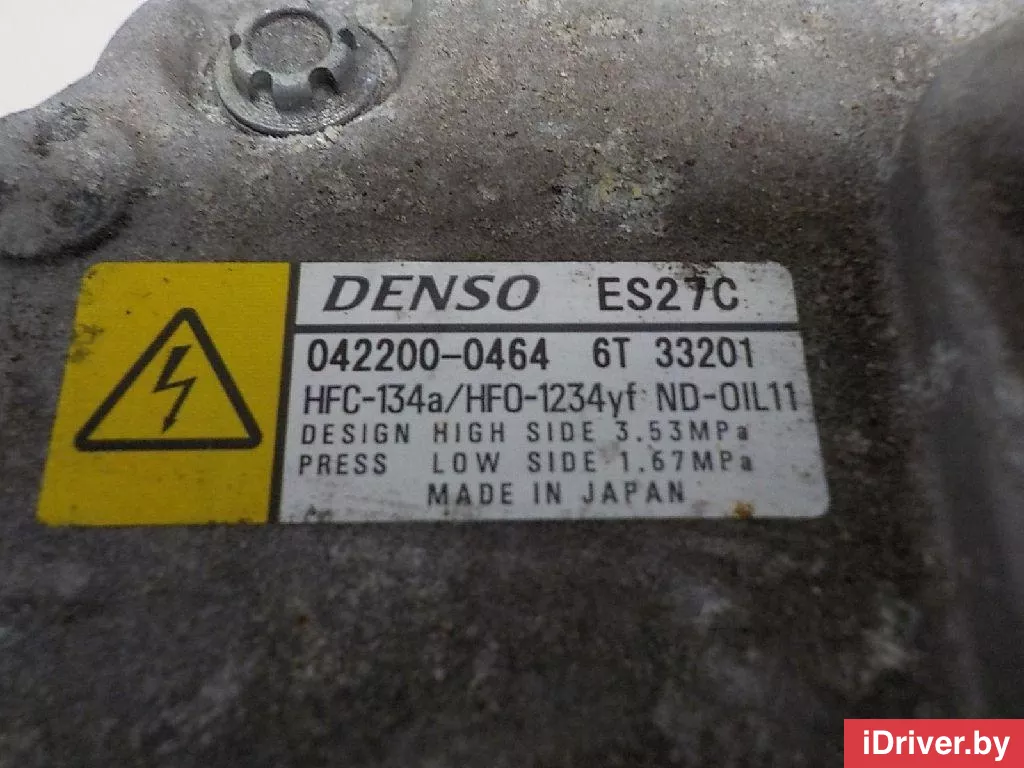 DENSO ES27C
042200-0464 6T 33201
HFC-134a/HFO-1234yf ND-OIL11
DESIGN HIGH SIDE 3.53MPa
PRESS LOW SIDE 1.67MPa
MADE IN JAPAN
iDriver.by